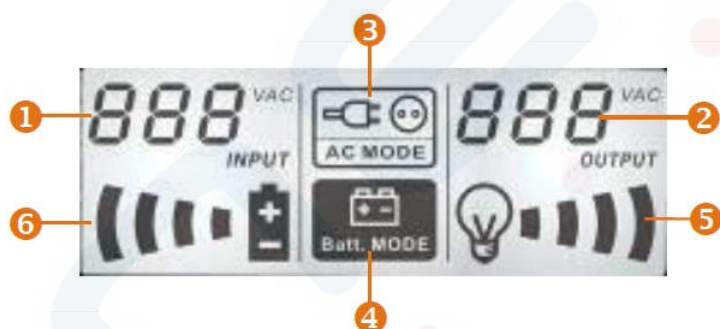 3
888 VAC
INPUT
1
AC MODE
888 VAC
OUTPUT
2
6
+
-
+ -
Batt. MODE
5
4